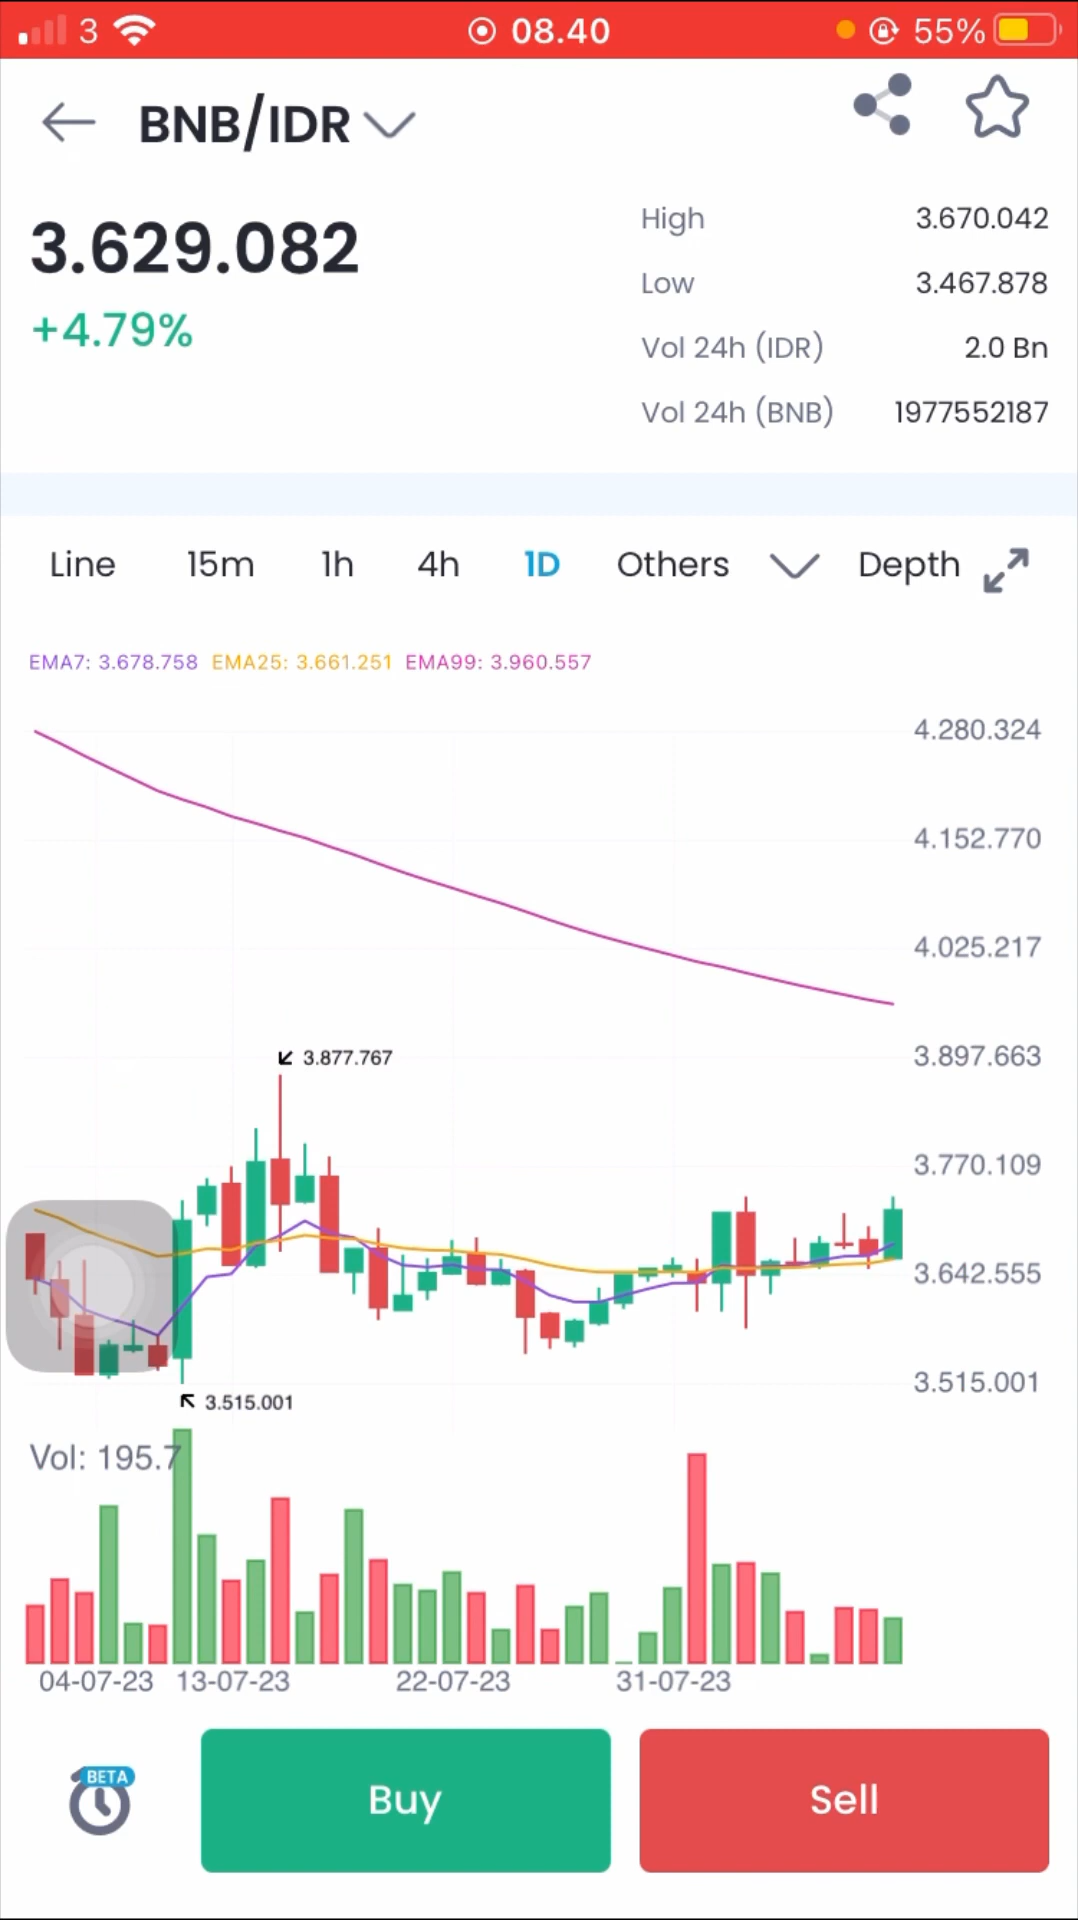 3 08.40 55%
BNB/IDR
3.629.082
+4.79%
High 3.670.042
Low 3.467.878
Vol 24h (IDR) 2.0 Bn
Vol 24h (BNB) 1977552187
Line 15m 1h 4h 1D Others Depth
EMA7: 3.678.758 EMA25: 3.661.251 EMA99: 3.960.557
4.280.324
4.152.770
4.025.217
3.897.663
3.877.767
3.770.109
3.642.555
3.515.001
3.515.001
Vol: 195.7
04-07-23 13-07-23 22-07-23 31-07-23
BETA
Buy Sell